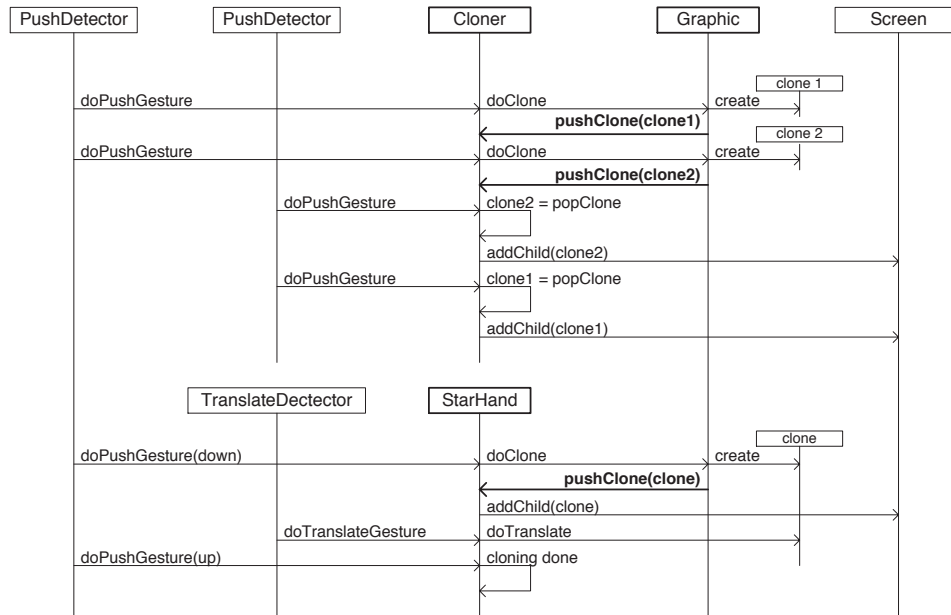 PushDetector PushDetector Cloner Graphic Screen
clone 1
doPushGesture doClone create
pushClone(clone1)
clone 2
doPushGesture doClone create
pushClone(clone2)
doPushGesture clone2 = popClone
addChild(clone2)
doPushGesture clone1 = popClone
addChild(clone1)
TranslateDectector StarHand
clone
doPushGesture(down) doClone create
pushClone(clone)
addChild(clone)
doTranslateGesture doTranslate
doPushGesture(up) cloning done